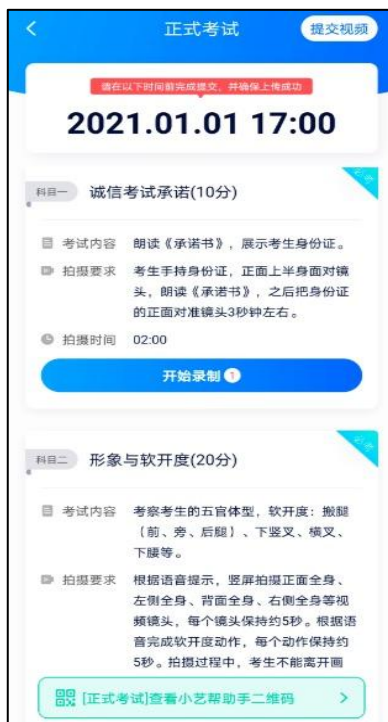 正式考试
提交视频
请在以下时间前完成提交，并确保上传成功
2021.01.01 17:00
科目一
诚信考试承诺(10分)
必考
考试内容
朗读《承诺书》，展示考生身份证。
拍摄要求
考生手持身份证，正面上半身面对镜
头，朗读《承诺书》，之后把身份证
的正面对准镜头3秒钟左右。
拍摄时间
02:00
开始录制 1
科目二
形象与软开度(20分)
必考
考试内容
考察考生的五官体型，软开度：搬腿
（前、旁、后腿）、下竖叉、横叉、
下腰等。
拍摄要求
根据语音提示，竖屏拍摄正面全身、
左侧全身、背面全身、右侧全身等视
频镜头，每个镜头保持约5秒。根据语
音完成软开度动作，每个动作保持约
5秒。拍摄过程中，考生不能离开画
[正式考试]查看小艺帮助手二维码